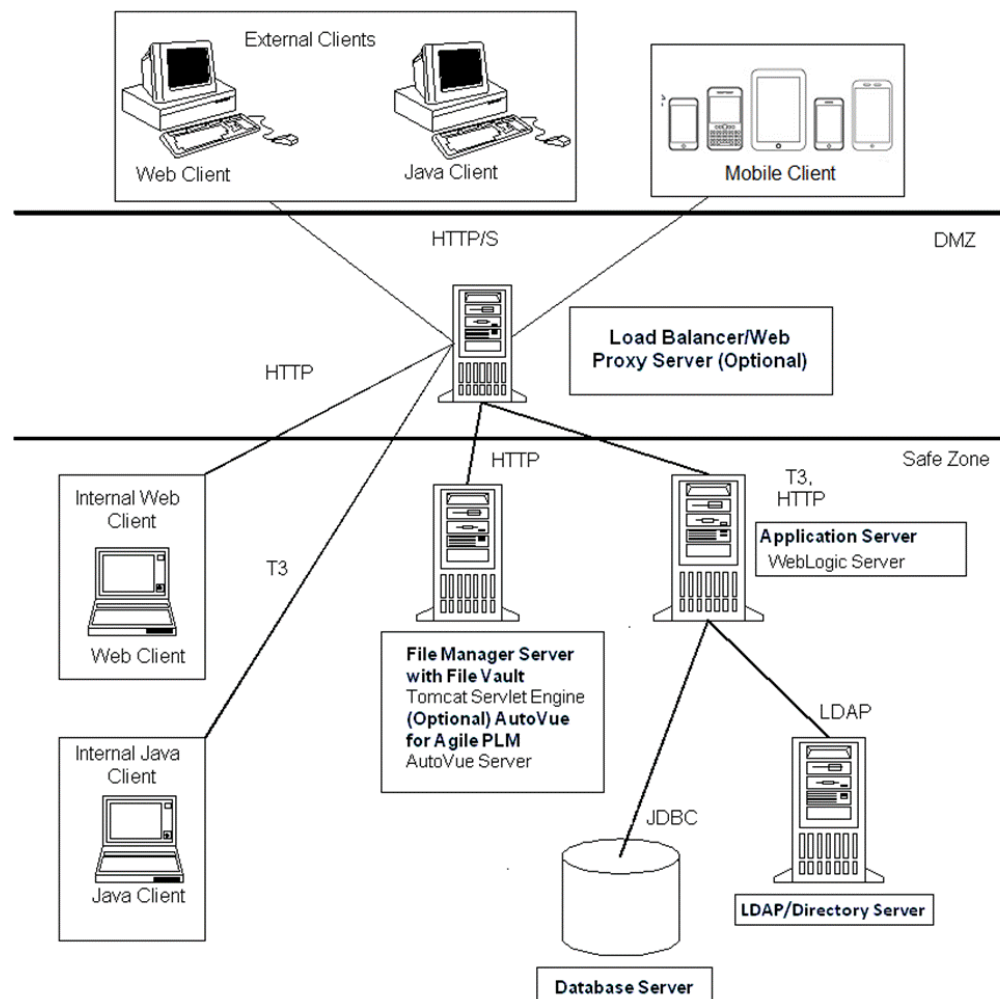 External Clients
Web Client
Java Client
Mobile Client
HTTP/S
DMZ
Load Balancer/Web
Proxy Server (Optional)
HTTP
HTTP
Safe Zone
T3,
HTTP
Internal Web
Client
Web Client
T3
Application Server
WebLogic Server
File Manager Server
with File Vault
Tomcat Servlet Engine
(Optional) AutoVue
for Agile PLM
AutoVue Server
LDAP
Internal Java
Client
Java Client
JDBC
LDAP/Directory Server
Database Server